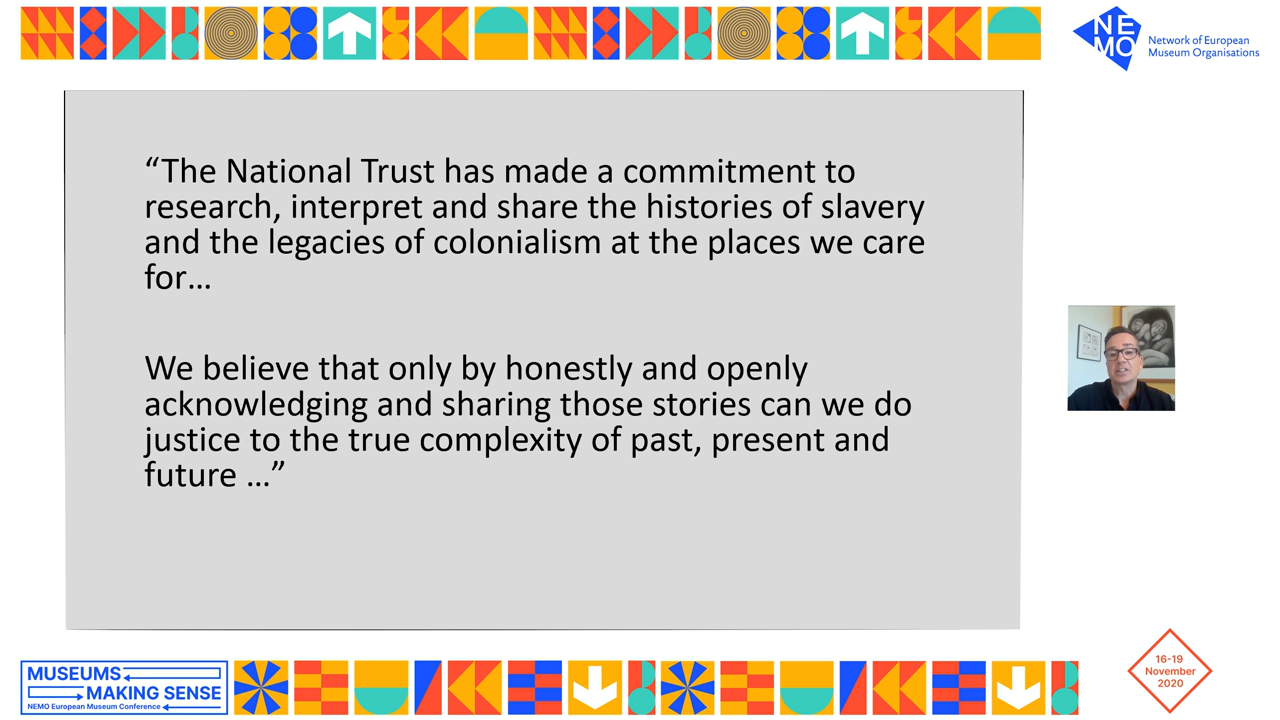 NE
MO
Network of European
Museum Organisations
“The National Trust has made a commitment to
research, interpret and share the histories of slavery
and the legacies of colonialism at the places we care
for…
We believe that only by honestly and openly
acknowledging and sharing those stories can we do
justice to the true complexity of past, present and
future …”
MUSEUMS
MAKING SENSE
NEMO European Museum Conference
16-19
November
2020